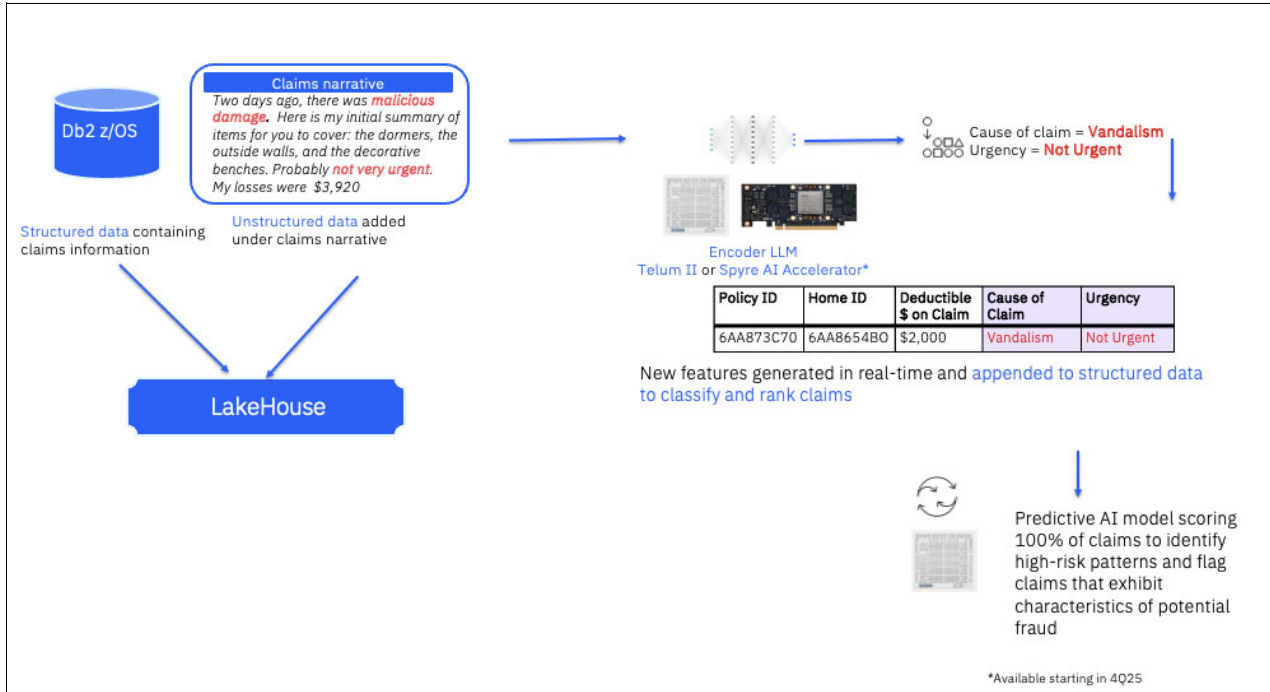 Db2 z/OS
Claims narrative
Two days ago, there was malicious
damage. Here is my initial summary of
items for you to cover: the dormers, the
outside walls, and the decorative
benches. Probably not very urgent.
My losses were $3,920
Structured data containing
claims information
Unstructured data added
under claims narrative
LakeHouse
Encoder LLM
Telum II or Spyre AI Accelerator*
Cause of claim = Vandalism
Urgency = Not Urgent
Policy ID Home ID Deductible $ on Claim Cause of Claim Urgency
6AA873C70 6AA8654BO $2,000 Vandalism Not Urgent
New features generated in real-time and appended to structured data
to classify and rank claims
Predictive AI model scoring
100% of claims to identify
high-risk patterns and flag
claims that exhibit
characteristics of potential
fraud
*Available starting in 4Q25